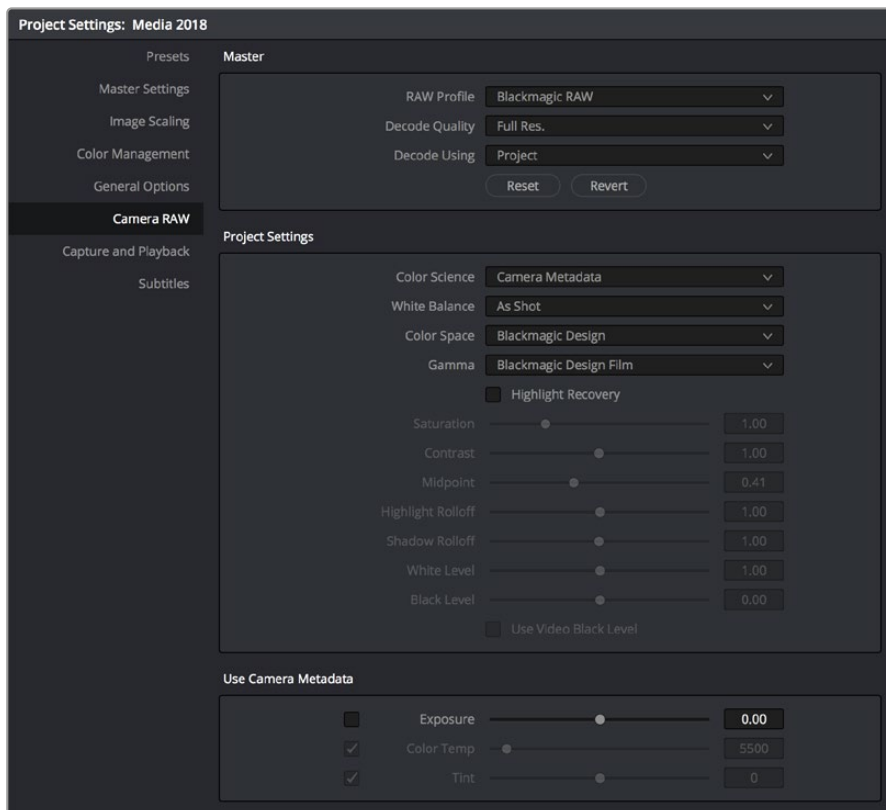 Project Settings: Media 2018
Presets
Master Settings
Image Scaling
Color Management
General Options
Camera RAW
Capture and Playback
Subtitles
Master
RAW Profile Blackmagic RAW
Decode Quality Full Res.
Decode Using Project
Reset Revert
Project Settings
Color Science Camera Metadata
White Balance As Shot
Color Space Blackmagic Design
Gamma Blackmagic Design Film
Highlight Recovery
Saturation 1.00
Contrast 1.00
Midpoint 0.41
Highlight Rolloff 1.00
Shadow Rolloff 1.00
White Level 1.00
Black Level 0.00
Use Video Black Level
Use Camera Metadata
Exposure 0.00
Color Temp 5500
Tint 0